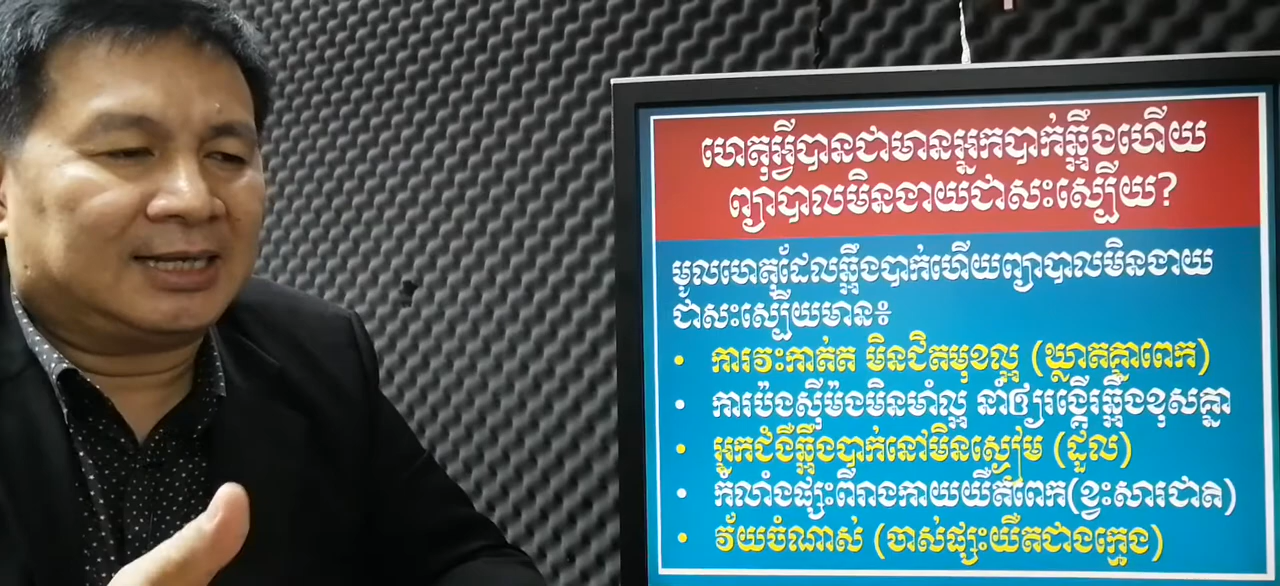 ហេតុអ្វីបានជាមានអ្នកបាក់ឆ្អឹងហើយ
ព្យាបាលមិនងាយជាសះស្បើយ?
មូលហេតុដែលឆ្អឹងបាក់ហើយព្យាបាលមិនងាយ
ជាសះស្បើយមាន៖
• ការវះកាត់ត មិនជិតមុខល្អ (ឃ្លាតគ្នាពេក)
• ការប៉ងស៊ីម៉ងមិនមាំល្អ នាំឲ្យរង្គើរឆ្អឹងខុសគ្នា
• អ្នកជំងឺឆ្អឹងបាក់នៅមិនស្ងៀម (ដួល)
• កំលាំងផ្សះពីរាងកាយយឺតពេក(ខ្វះសារជាតិ)
• វ័យចំណាស់ (ចាស់ផ្សះយឺតជាងក្មេង)